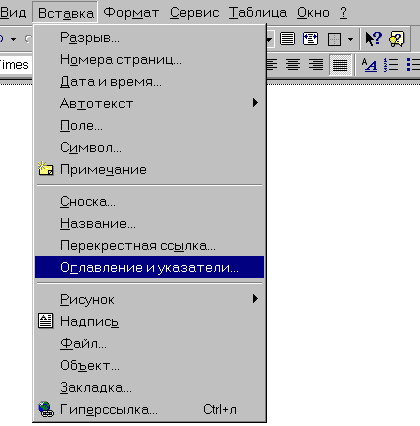 Вид Вставка Формат Сервис Таблица Окно ?
Times
Разрыв...
Номера страниц...
Дата и время...
Автотекст
Поле...
Символ...
Примечание
Сноска...
Название...
Перекрестная ссылка...
Оглавление и указатели...
Рисунок
Надпись
Файл...
Объект...
Закладка...
Гиперссылка... Ctrl+л